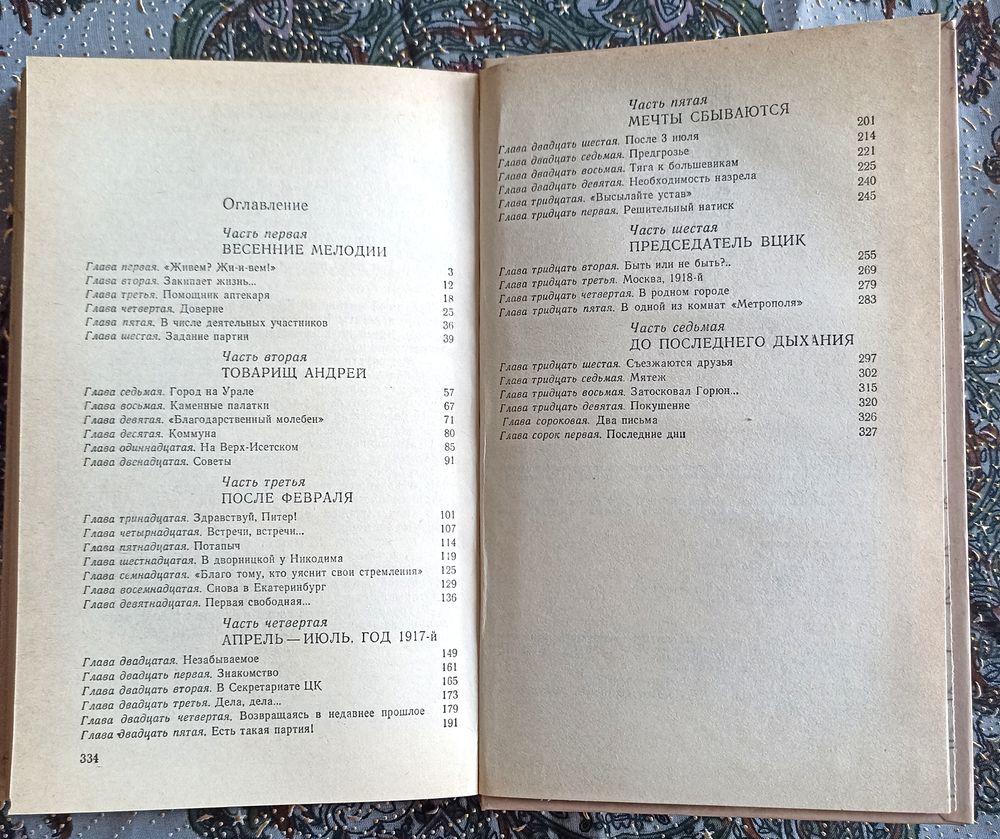 Оглавление
Часть первая
ВЕСЕННИЕ МЕЛОДИИ
Глава первая. «Живем? Жи-и-вем!» 3
Глава вторая. Закипает жизнь... 12
Глава третья. Помощник аптекаря 18
Глава четвертая. Доверие 25
Глава пятая. В числе деятельных участников 36
Глава шестая. Задание партии 39
Часть вторая
ТОВАРИЩ АНДРЕЙ
Глава седьмая. Город на Урале 57
Глава восьмая. Каменные палатки 67
Глава девятая. «Благодарственный молебен» 71
Глава десятая. Коммуна 80
Глава одиннадцатая. На Верх-Исетском 85
Глава двенадцатая. Советы 91
Часть третья
ПОСЛЕ ФЕВРАЛЯ
Глава тринадцатая. Здравствуй, Питер! 101
Глава четырнадцатая. Встречи, встречи... 107
Глава пятнадцатая. Потапыч 114
Глава шестнадцатая. В дворницкой у Никодима 119
Глава семнадцатая. «Благо тому, кто уяснит свои стремления» 125
Глава восемнадцатая. Снова в Екатеринбург 129
Глава девятнадцатая. Первая свободная... 136
Часть четвертая
АПРЕЛЬ — ИЮЛЬ, ГОД 1917-й
Глава двадцатая. Незабываемое 149
Глава двадцать первая. Знакомство 161
Глава двадцать вторая. В Секретариате ЦК 165
Глава двадцать третья. Дела, дела... 173
Глава двадцать четвертая. Возвращаясь в недавнее прошлое 179
Глава двадцать пятая. Есть такая партия! 191
334
Часть пятая
МЕЧТЫ СБЫВАЮТСЯ
Глава двадцать шестая. После 3 июля 201
Глава двадцать седьмая. Предгрозье 214
Глава двадцать восьмая. Тяга к большевикам 221
Глава двадцать девятая. Необходимость назрела 225
Глава тридцатая. «Высылайте устав» 240
Глава тридцать первая. Решительный натиск 245
Часть шестая
ПРЕДСЕДАТЕЛЬ ВЦИК
Глава тридцать вторая. Быть или не быть?.. 255
Глава тридцать третья. Москва, 1918-й 269
Глава тридцать четвертая. В родном городе 279
Глава тридцать пятая. В одной из комнат «Метрополя» 283
Часть седьмая
ДО ПОСЛЕДНЕГО ДЫХАНИЯ
Глава тридцать шестая. Съезжаются друзья 297
Глава тридцать седьмая. Мятеж 302
Глава тридцать восьмая. Затосковал Горюн... 315
Глава тридцать девятая. Покушение 320
Глава сороковая. Два письма 326
Глава сорок первая. Последние дни 327